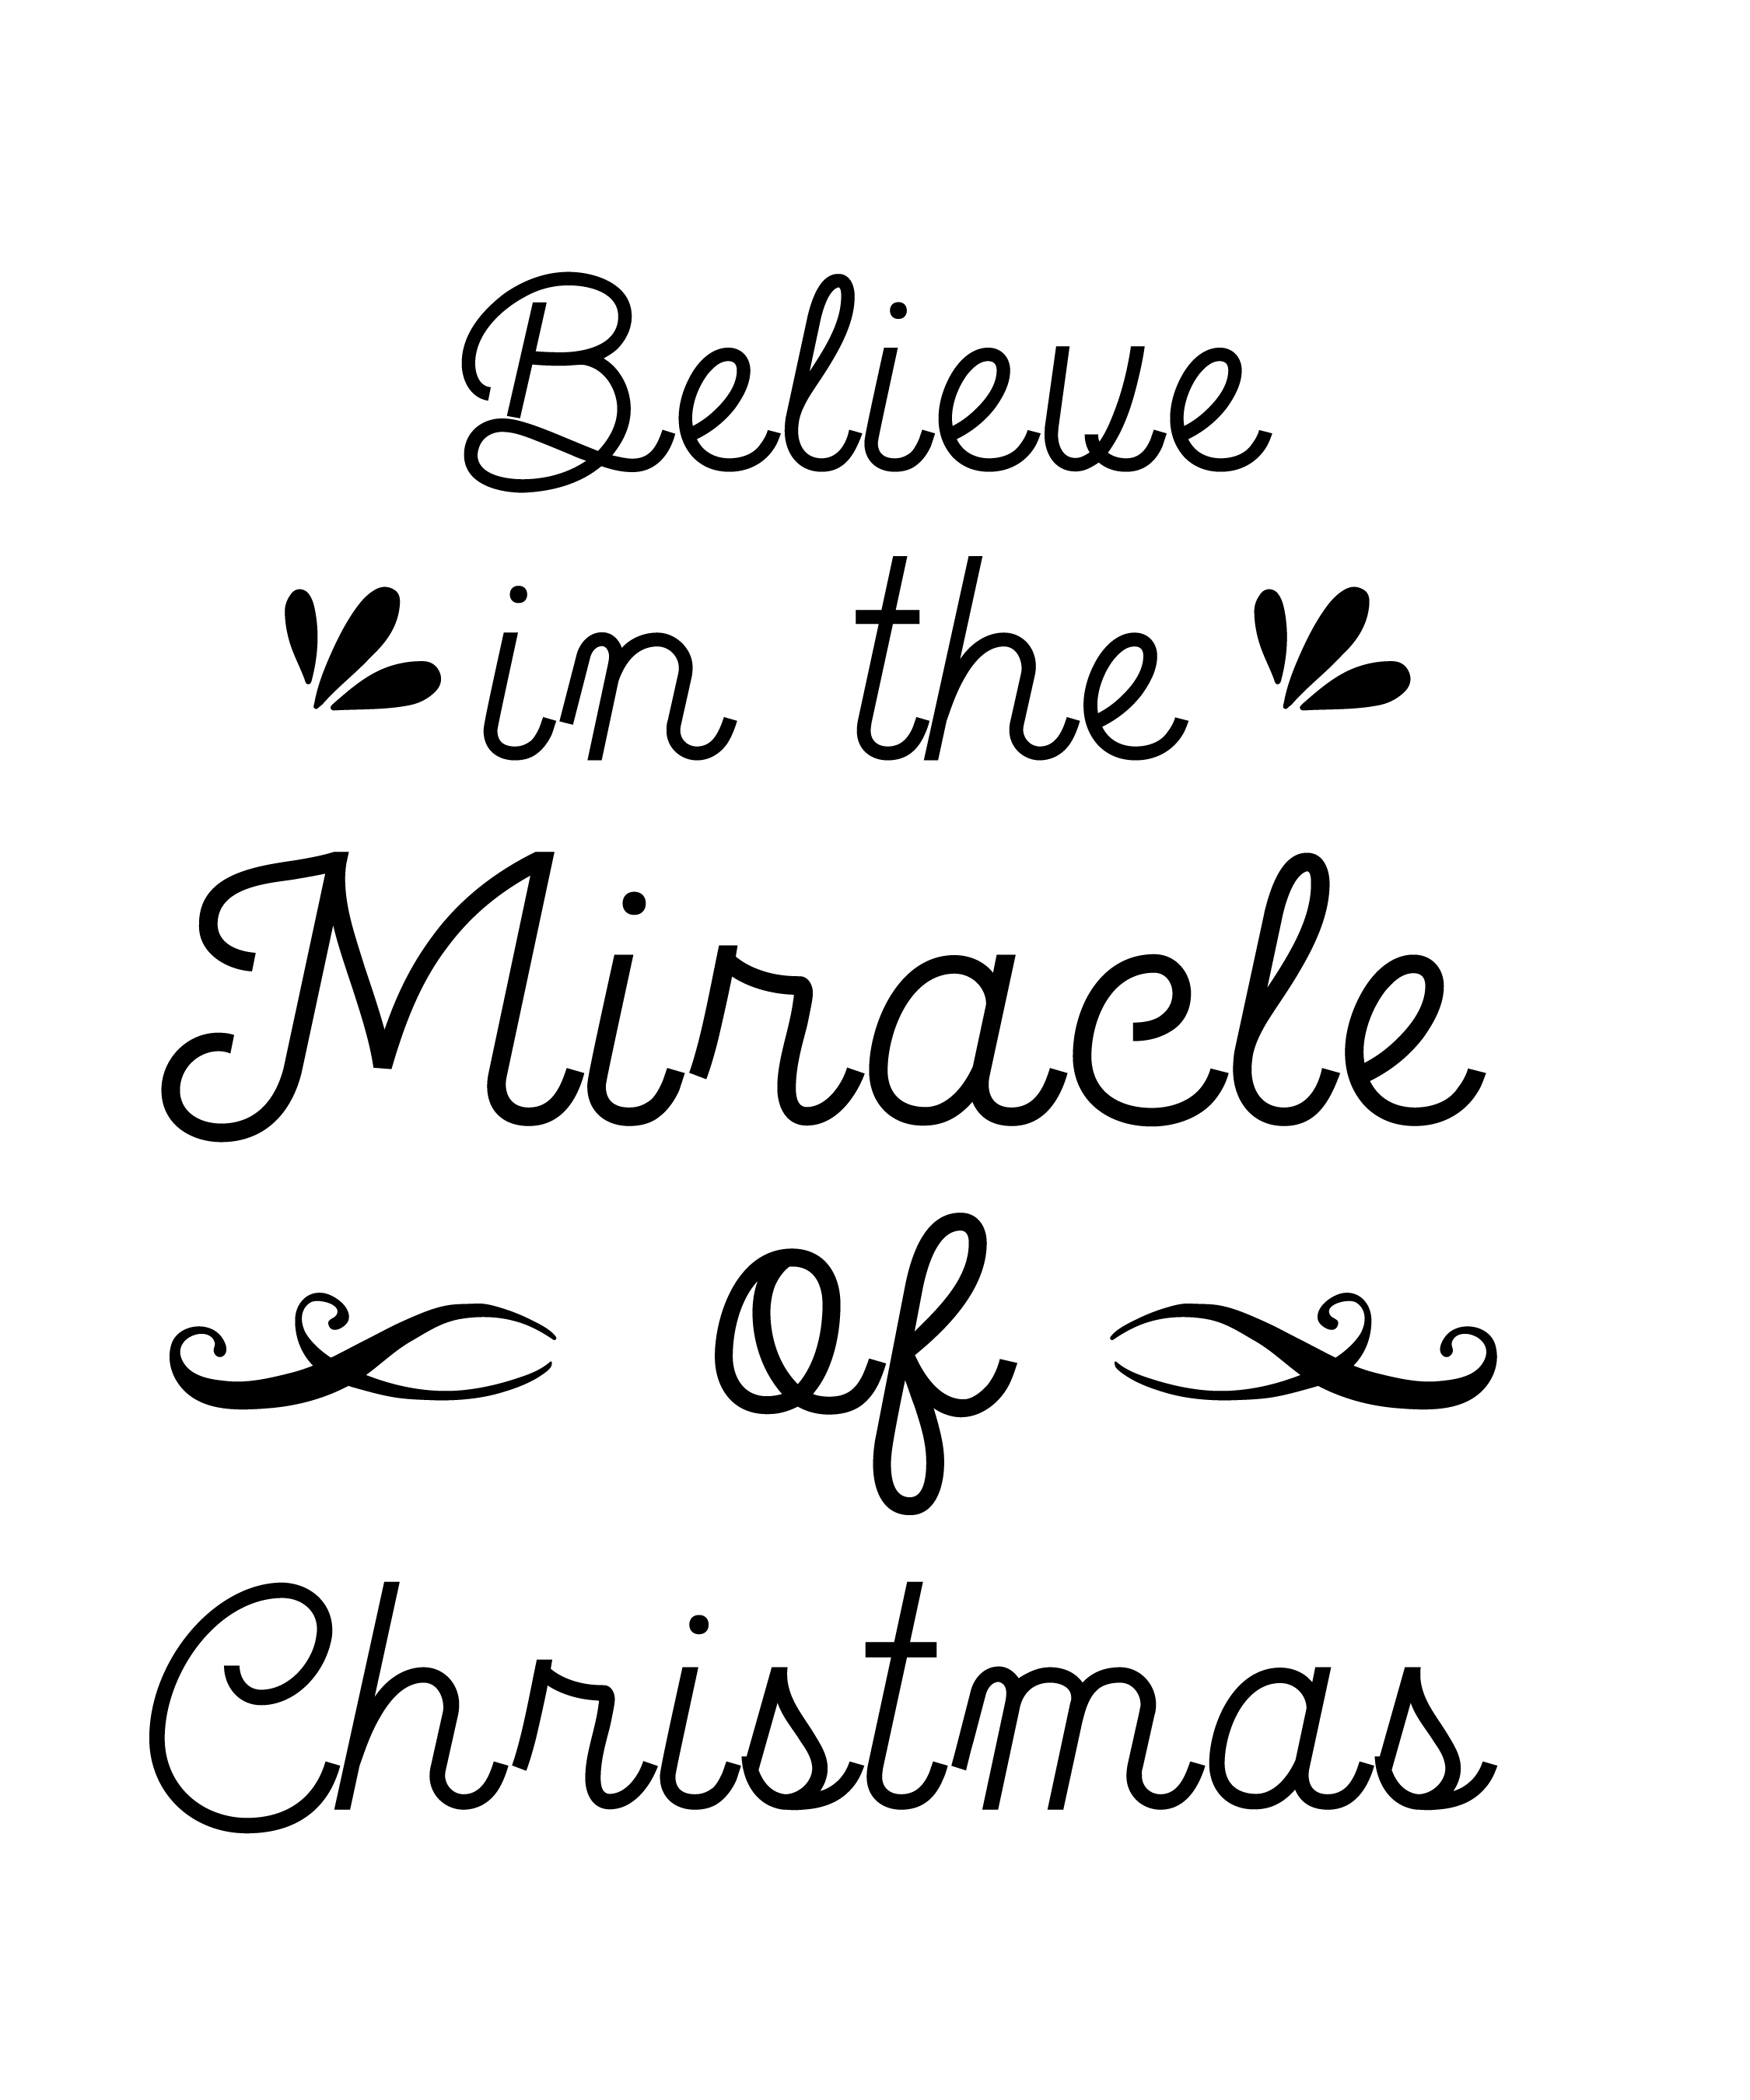 Believe
in the
Miracle
of
Christmas